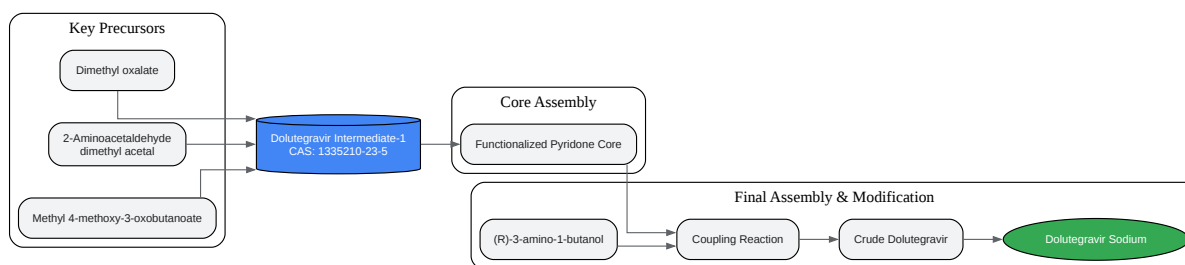 Key Precursors
Dimethyl oxalate
2-Aminoacetaldehyde
dimethyl acetal
Methyl 4-methoxy-3-oxobutanoate
Dolutegravir Intermediate-1
CAS: 1335210-23-5
Core Assembly
Functionalized Pyridone Core
Final Assembly & Modification
(R)-3-amino-1-butanol
Coupling Reaction
Crude Dolutegravir
Dolutegravir Sodium